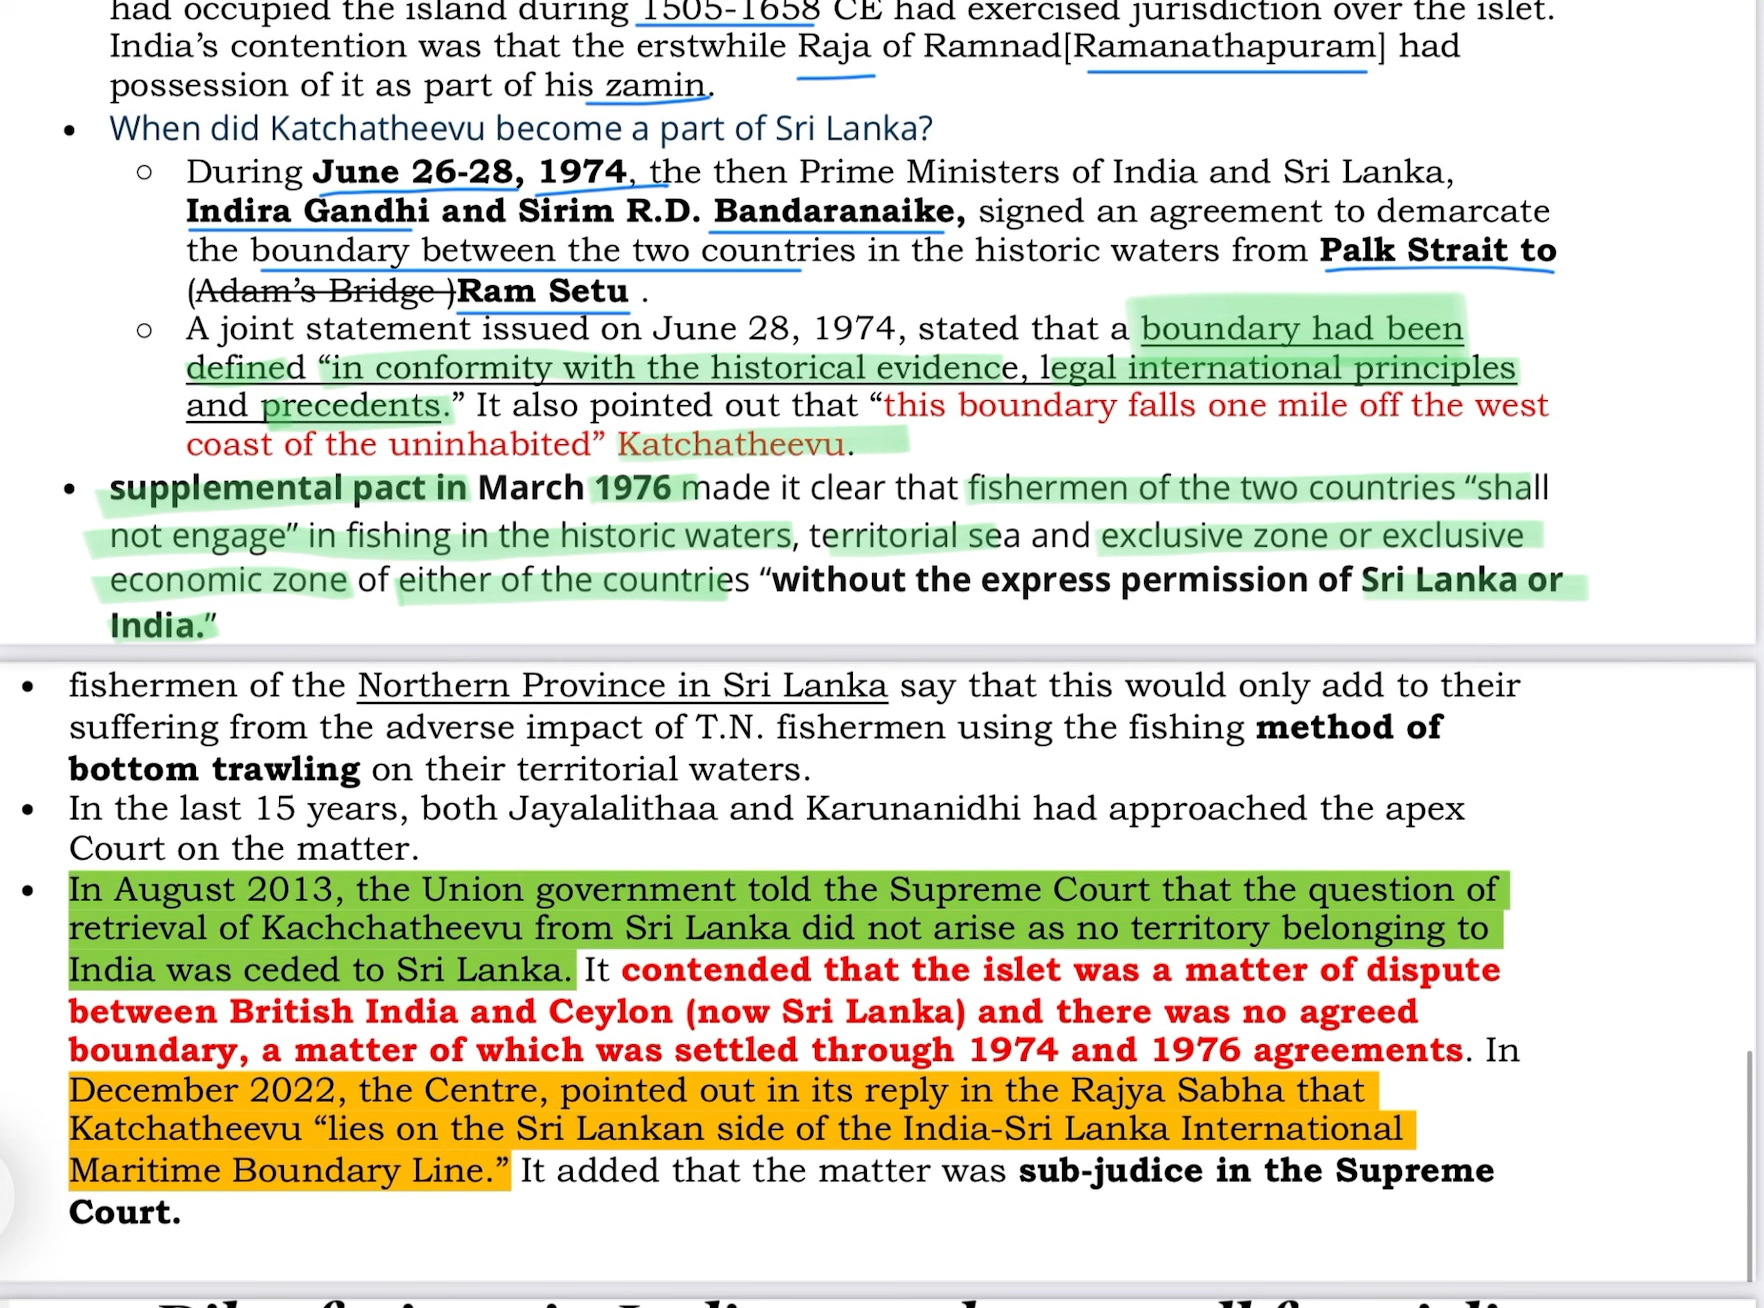 had occupied the island during 1505-1658 CE had exercised jurisdiction over the islet.
India’s contention was that the erstwhile Raja of Ramnad[Ramanathapuram] had
possession of it as part of his zamin.
• When did Katchatheevu become a part of Sri Lanka?
○ During June 26-28, 1974, the then Prime Ministers of India and Sri Lanka,
Indira Gandhi and Sirim R.D. Bandaranaike, signed an agreement to demarcate
the boundary between the two countries in the historic waters from Palk Strait to
(Adam’s Bridge )Ram Setu .
○ A joint statement issued on June 28, 1974, stated that a boundary had been
defined “in conformity with the historical evidence, legal international principles
and precedents.” It also pointed out that “this boundary falls one mile off the west
coast of the uninhabited” Katchatheevu.
• supplemental pact in March 1976 made it clear that fishermen of the two countries “shall
not engage” in fishing in the historic waters, territorial sea and exclusive zone or exclusive
economic zone of either of the countries “without the express permission of Sri Lanka or
India.”
• fishermen of the Northern Province in Sri Lanka say that this would only add to their
suffering from the adverse impact of T.N. fishermen using the fishing method of
bottom trawling on their territorial waters.
• In the last 15 years, both Jayalalithaa and Karunanidhi had approached the apex
Court on the matter.
• In August 2013, the Union government told the Supreme Court that the question of
retrieval of Kachchatheevu from Sri Lanka did not arise as no territory belonging to
India was ceded to Sri Lanka. It contended that the islet was a matter of dispute
between British India and Ceylon (now Sri Lanka) and there was no agreed
boundary, a matter of which was settled through 1974 and 1976 agreements. In
December 2022, the Centre, pointed out in its reply in the Rajya Sabha that
Katchatheevu “lies on the Sri Lankan side of the India-Sri Lanka International
Maritime Boundary Line.” It added that the matter was sub-judice in the Supreme
Court.